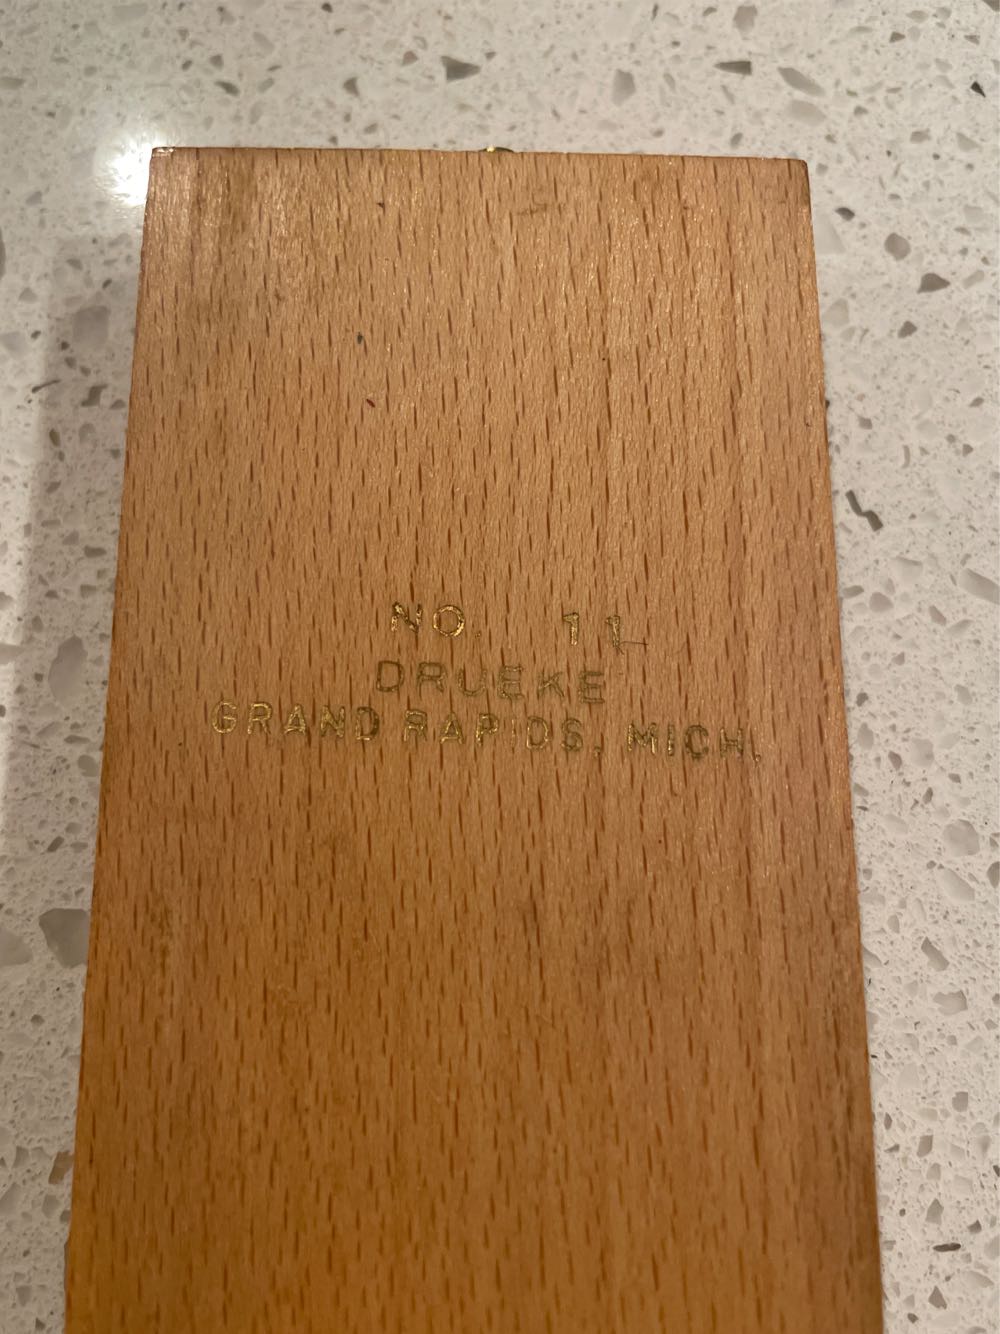 NO. 11
DRUEKE
GRAND RAPIDS, MICH.